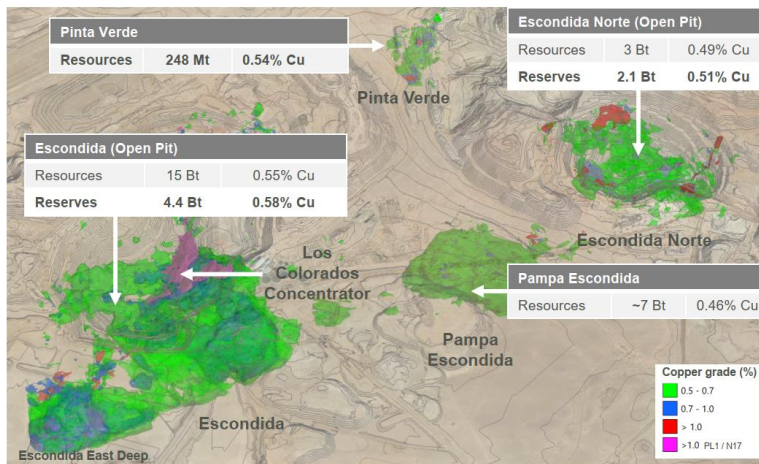 Pinta Verde
Resources 248 Mt 0.54% Cu
Pinta Verde
Escondida Norte (Open Pit)
Resources 3 Bt 0.49% Cu
Reserves 2.1 Bt 0.51% Cu
Escondida (Open Pit)
Resources 15 Bt 0.55% Cu
Reserves 4.4 Bt 0.58% Cu
Escondida Norte
Los
Colorados
Concentrator
Pampa Escondida
Resources ~7 Bt 0.46% Cu
Pampa
Escondida
Escondida
Escondida East Deep
Copper grade (%)
0.5 - 0.7
0.7 - 1.0
> 1.0
>1.0 PL1 / N17